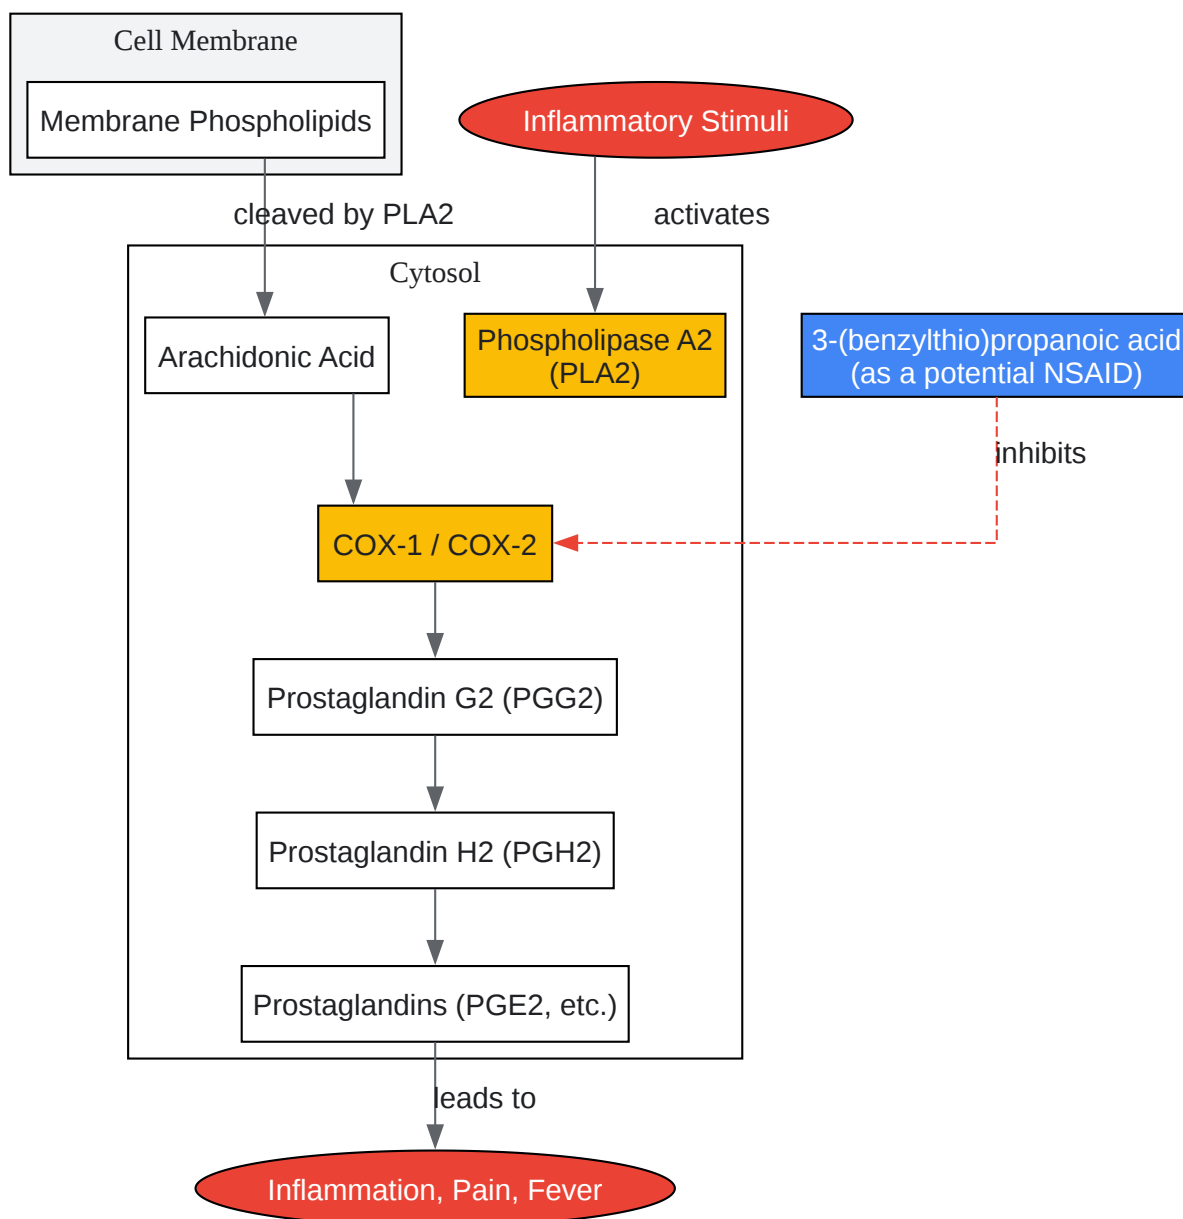 Cell Membrane
Membrane Phospholipids
Inflammatory Stimuli
cleaved by PLA2
activates
Cytosol
Arachidonic Acid
Phospholipase A2
(PLA2)
3-(benzylthio)propanoic acid
(as a potential NSAID)
inhibits
COX-1 / COX-2
Prostaglandin G2 (PGG2)
Prostaglandin H2 (PGH2)
Prostaglandins (PGE2, etc.)
leads to
Inflammation, Pain, Fever